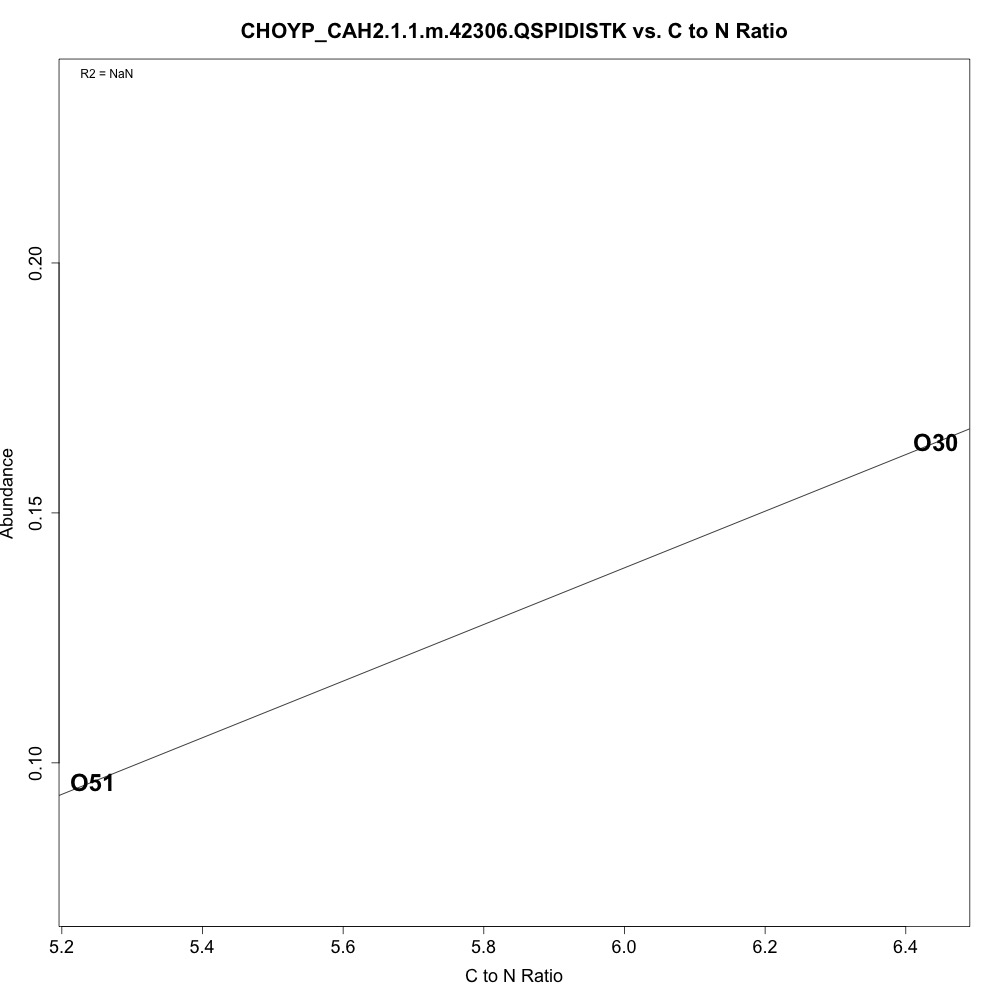 CHOYP_CAH2.1.1.m.42306.QSPIDISTK vs. C to N Ratio
R2 = NaN
0.20
0.15
0.10
Abundance
O30
O51
5.2 5.4 5.6 5.8 6.0 6.2 6.4
C to N Ratio